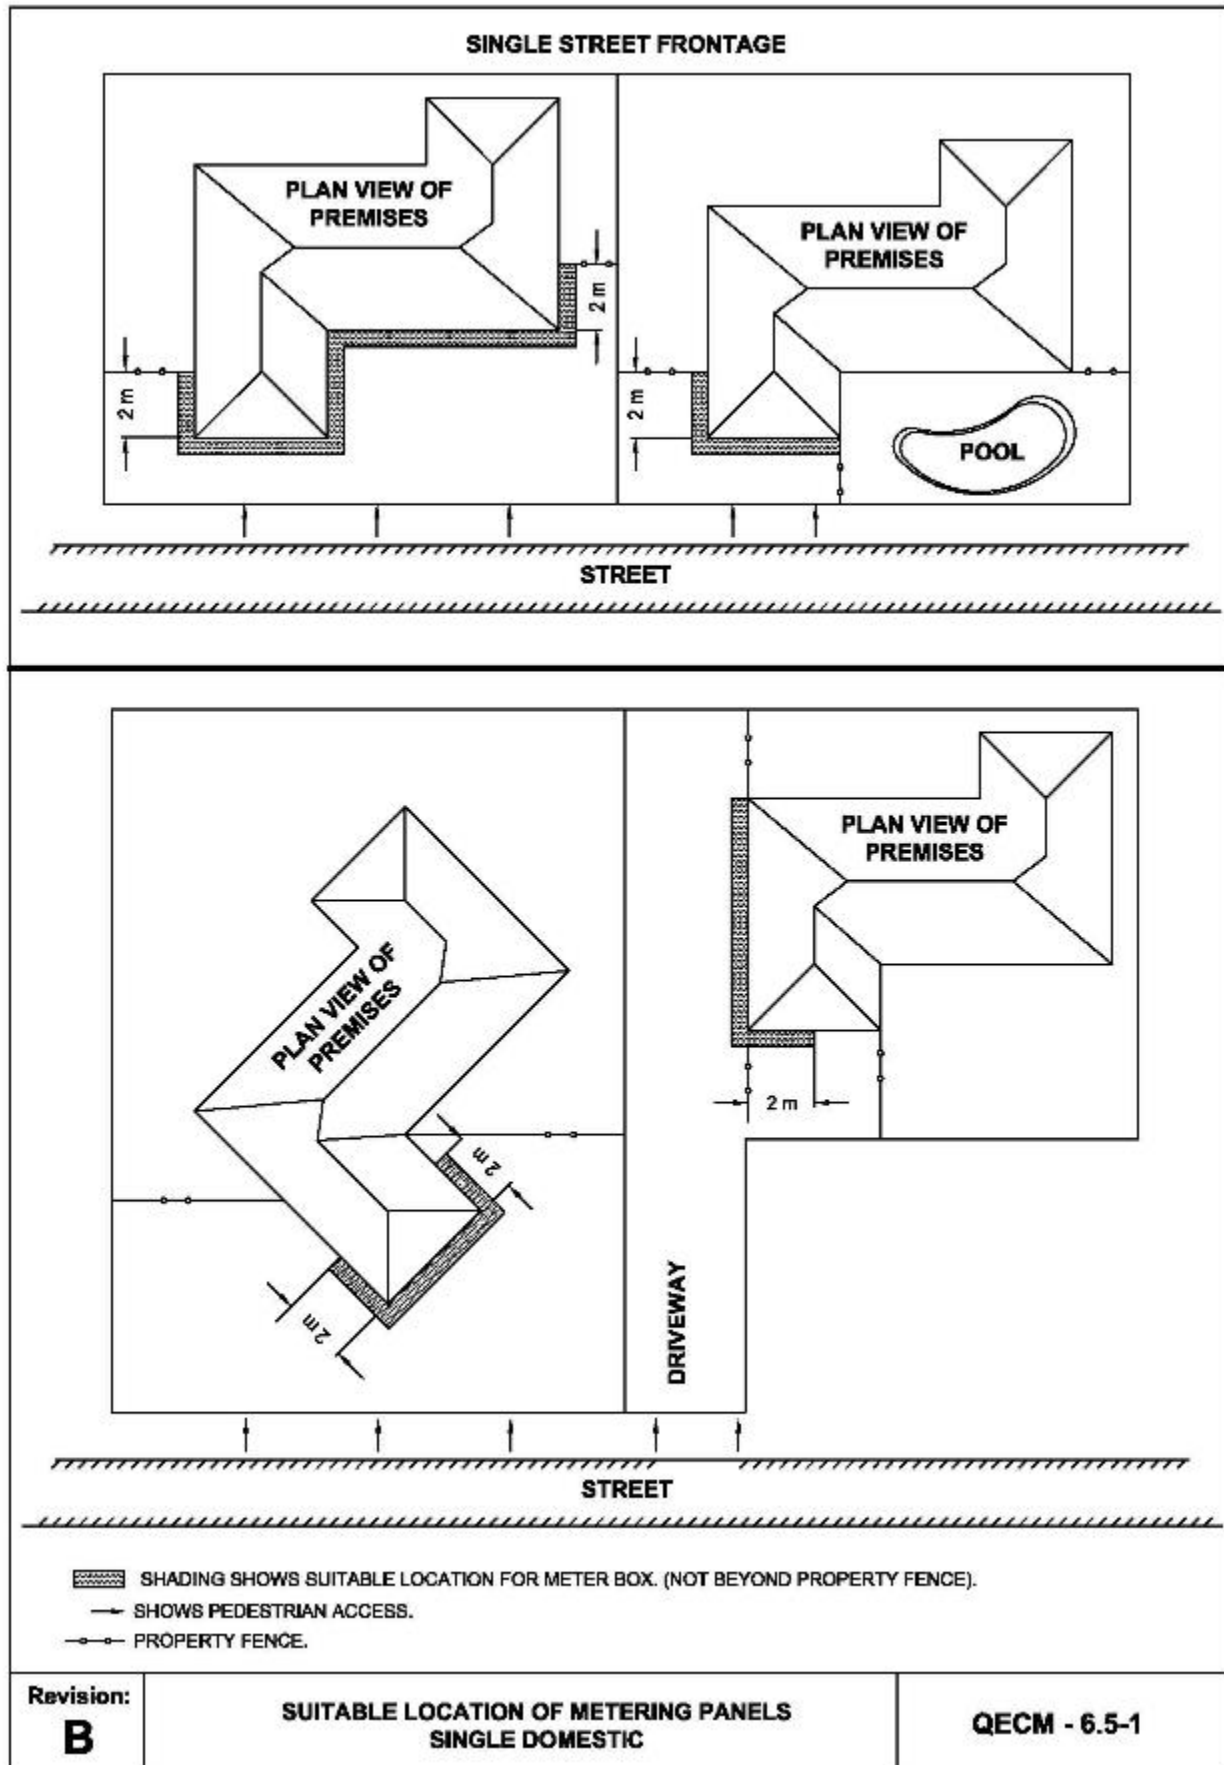 SINGLE STREET FRONTAGE
PLAN VIEW OF
PREMISES
PLAN VIEW OF
PREMISES
2 m
2 m
2 m
POOL
STREET
PLAN VIEW OF
PREMISES
PLAN VIEW OF
PREMISES
2 m
2 m
2 m
DRIVEWAY
STREET
SHADING SHOWS SUITABLE LOCATION FOR METER BOX. (NOT BEYOND PROPERTY FENCE).
SHOWS PEDESTRIAN ACCESS.
PROPERTY FENCE.
Revision:
B
SUITABLE LOCATION OF METERING PANELS
SINGLE DOMESTIC
QECM - 6.5-1